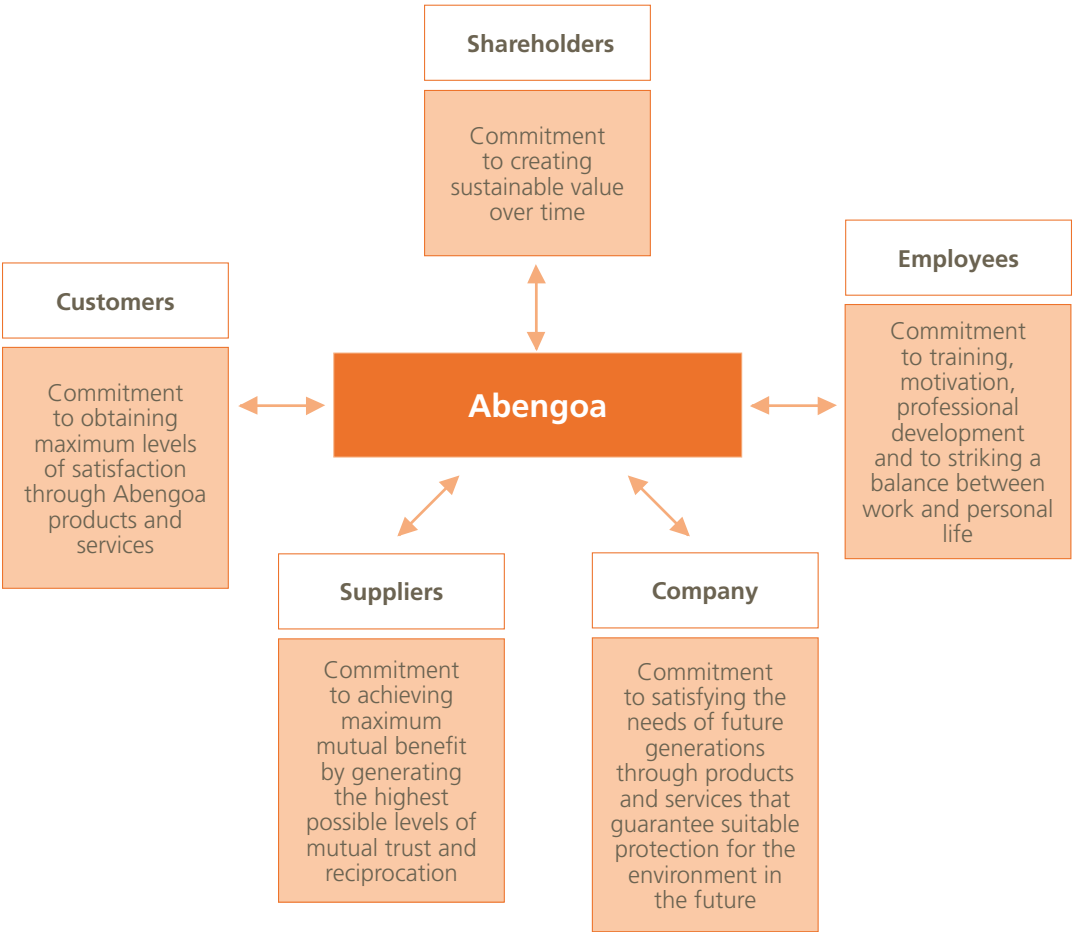 Shareholders
Commitment
to creating
sustainable value
over time
Employees
Commitment
to training,
motivation,
professional
development
and to striking a
balance between
work and personal
life
Customers
Commitment
to obtaining
maximum levels
of satisfaction
through Abengoa
products and
services
Abengoa
Suppliers
Commitment
to achieving
maximum
mutual benefit
by generating
the highest
possible levels of
mutual trust and
reciprocation
Company
Commitment
to satisfying the
needs of future
generations
through products
and services that
guarantee suitable
protection for the
environment in
the future